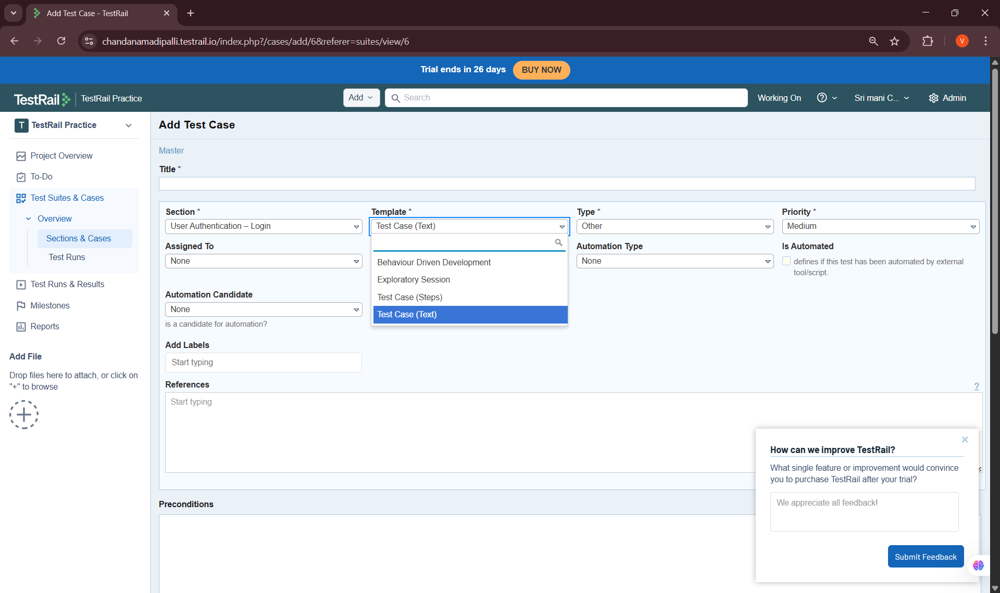 Add Test Case - TestRail
chandanamadipalli.testrail.io/index.php?/cases/add/6&referer=suites/view/6
V
Trial ends in 26 days
BUY NOW
TestRail
TestRail Practice
Add
Search
Working On
Sri mani C...
Admin
T
TestRail Practice
Project Overview
To-Do
Test Suites & Cases
Overview
Sections & Cases
Test Runs
Test Runs & Results
Milestones
Reports
Add File
Drop files here to attach, or click on
"+" to browse
Add Test Case
Master
Title *
Section *
User Authentication – Login
Template *
Test Case (Text)
Type *
Other
Priority *
Medium
Assigned To
None
Behaviour Driven Development
Exploratory Session
Test Case (Steps)
Test Case (Text)
Automation Type
None
Is Automated
defines if this test has been automated by external
tool/script.
Automation Candidate
None
is a candidate for automation?
Add Labels
Start typing
References
?
Start typing
Preconditions
How can we improve TestRail?
What single feature or improvement would convince
you to purchase TestRail after your trial?
We appreciate all feedback!
Submit Feedback